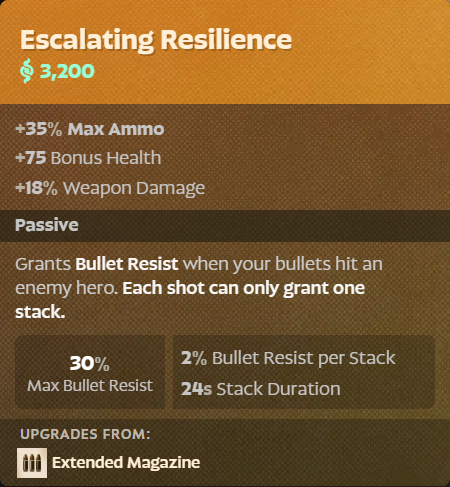 Escalating Resilience
3,200
+35% Max Ammo
+75 Bonus Health
+18% Weapon Damage
Passive
Grants Bullet Resist when your bullets hit an
enemy hero. Each shot can only grant one
stack.
30%
Max Bullet Resist
2% Bullet Resist per Stack
24s Stack Duration
UPGRADES FROM:
Extended Magazine